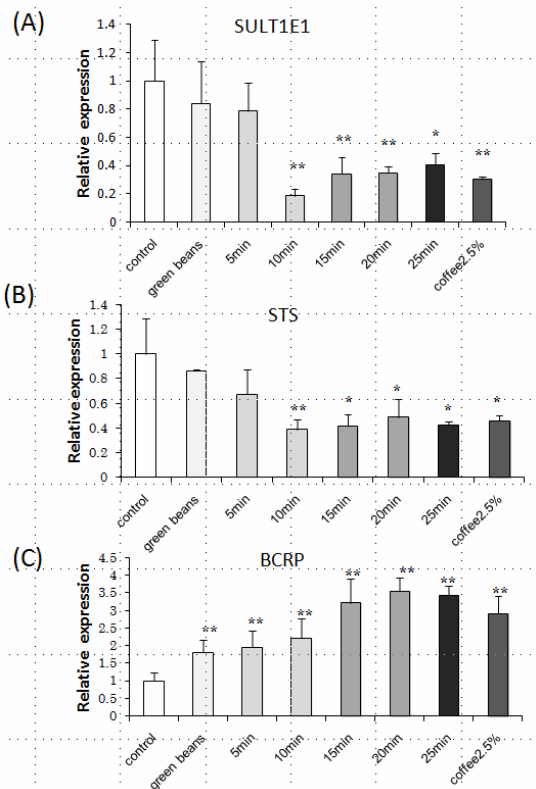 (A)
SULT1E1
Relative expression
1.4
1.2
1
0.8
0.6
0.4
0.2
0
**
**
**
*
**
control
green beans
5min
10min
15min
20min
25min
coffee2.5%
(B)
STS
Relative expression
1.4
1.2
1
0.8
0.6
0.4
0.2
0
**
*
*
*
*
control
green beans
5min
10min
15min
20min
25min
coffee2.5%
(C)
BCRP
Relative expression
4.5
4
3.5
3
2.5
2
1.5
1
0.5
0
**
**
**
**
**
**
**
control
green beans
5min
10min
15min
20min
25min
coffee2.5%